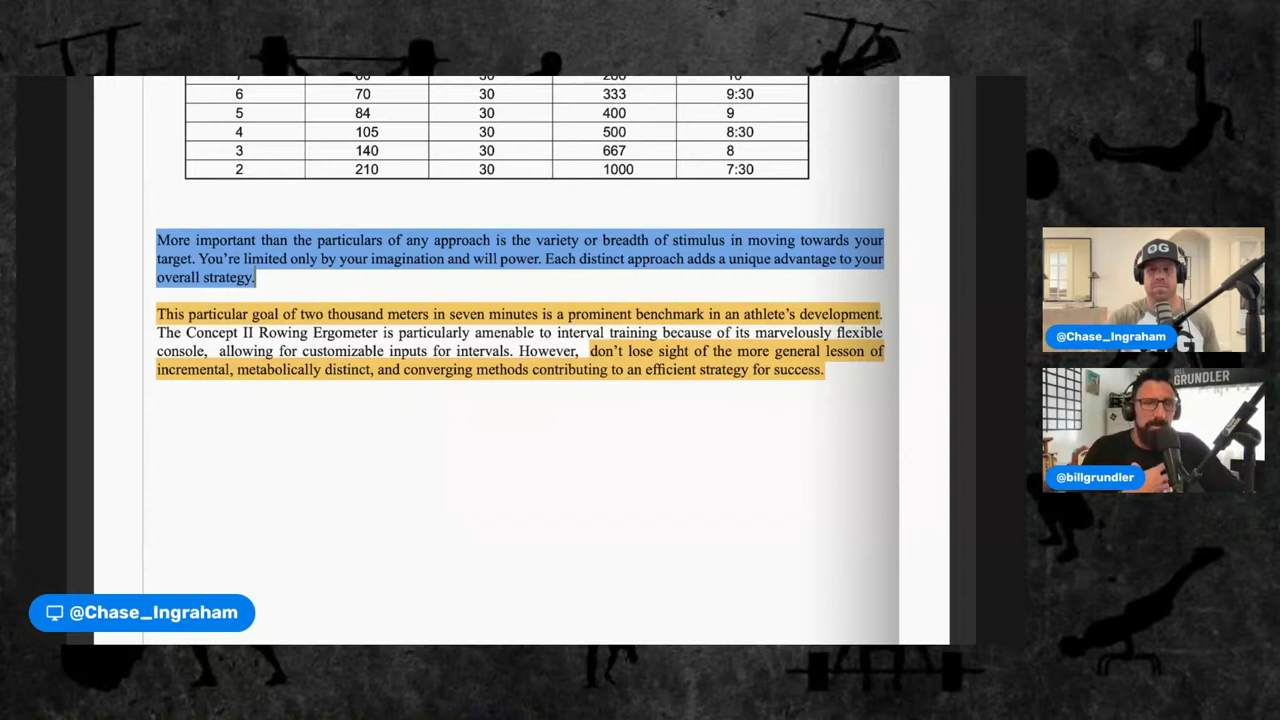 6 70 30 333 9:30
5 84 30 400 9
4 105 30 500 8:30
3 140 30 667 8
2 210 30 1000 7:30
More important than the particulars of any approach is the variety or breadth of stimulus in moving towards your
target. You’re limited only by your imagination and will power. Each distinct approach adds a unique advantage to your
overall strategy.
This particular goal of two thousand meters in seven minutes is a prominent benchmark in an athlete’s development.
The Concept II Rowing Ergometer is particularly amenable to interval training because of its marvelously flexible
console, allowing for customizable inputs for intervals. However, don’t lose sight of the more general lesson of
incremental, metabolically distinct, and converging methods contributing to an efficient strategy for success.
OG
@Chase_Ingraham
BILL
GRUNDLER
@billgrundler
@Chase_Ingraham